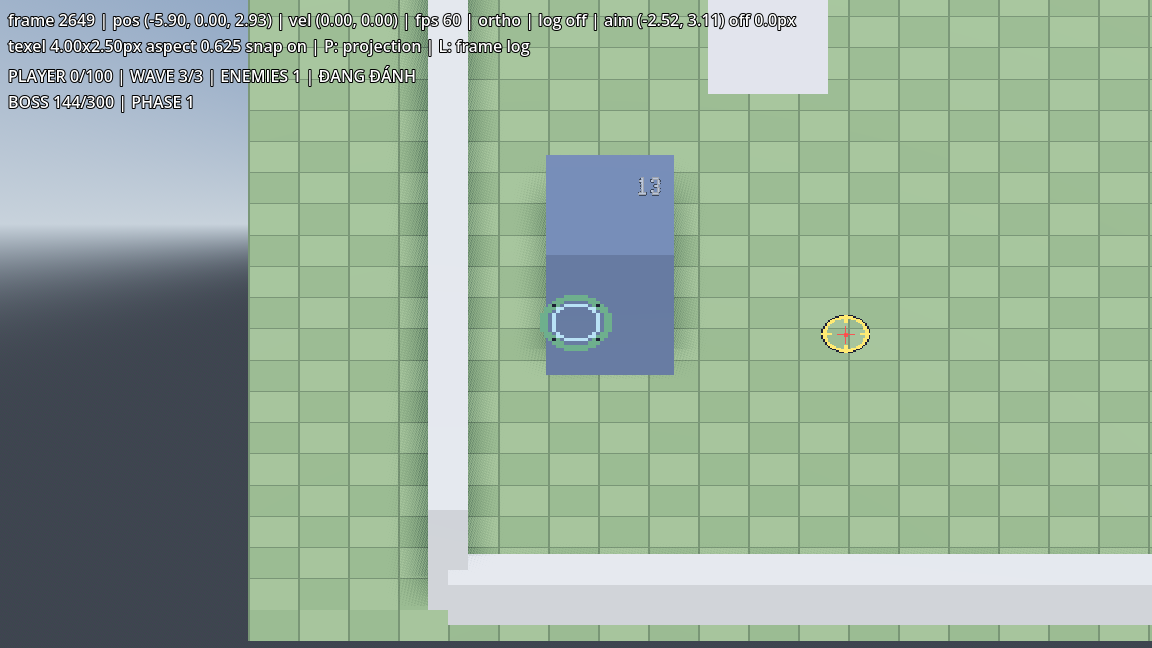 frame 2649 | pos (-5.90, 0.00, 2.93) | vel (0.00, 0.00) | fps 60 | ortho | log off | aim (-2.52, 3.11) off 0.0px
texel 4.00x2.50px aspect 0.625 snap on | P: projection | L: frame log
PLAYER 0/100 | WAVE 3/3 | ENEMIES 1 | ĐANG ĐÁNH
BOSS 144/300 | PHASE 1
13